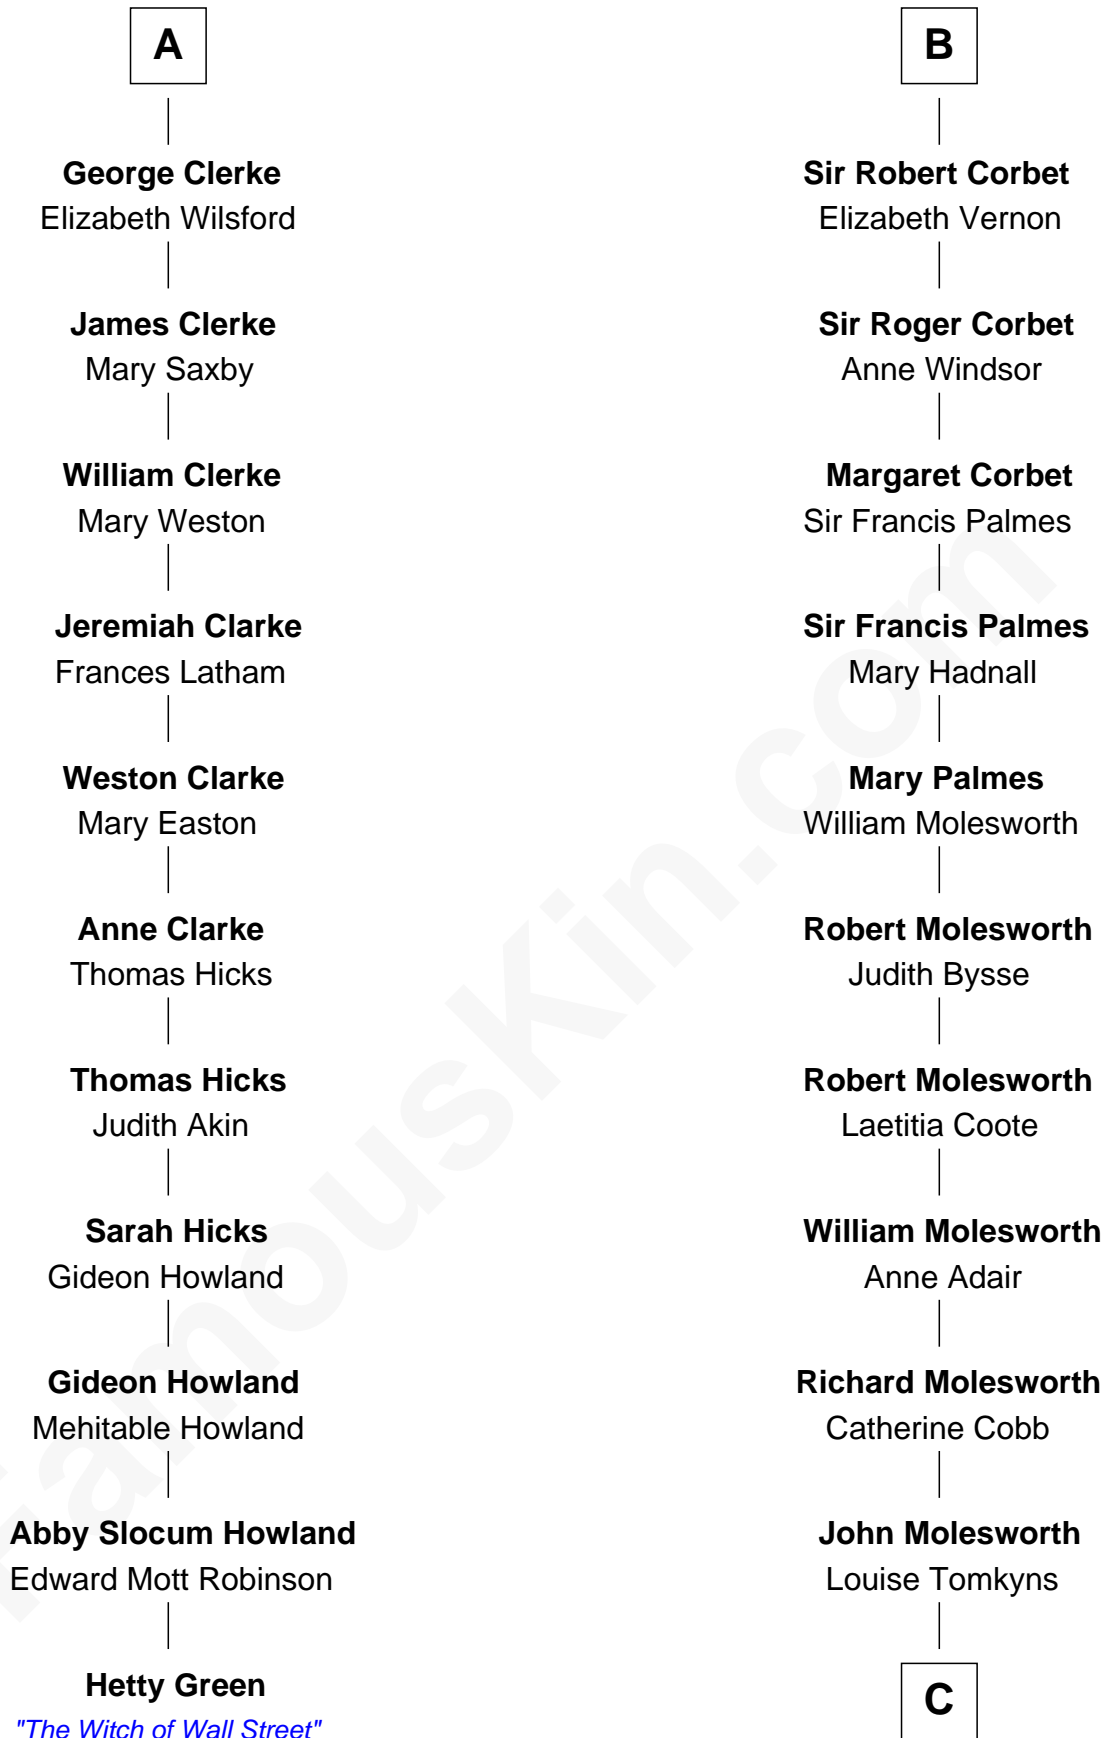 A
George Clerke
Elizabeth Wilsford
James Clerke
Mary Saxby
William Clerke
Mary Weston
Jeremiah Clarke
Frances Latham
Weston Clarke
Mary Easton
Anne Clarke
Thomas Hicks
Thomas Hicks
Judith Akin
Sarah Hicks
Gideon Howland
Gideon Howland
Mehitable Howland
Abby Slocum Howland
Edward Mott Robinson
Hetty Green
"The Witch of Wall Street"
B
Sir Robert Corbet
Elizabeth Vernon
Sir Roger Corbet
Anne Windsor
Margaret Corbet
Sir Francis Palmes
Sir Francis Palmes
Mary Hadnall
Mary Palmes
William Molesworth
Robert Molesworth
Judith Bysse
Robert Molesworth
Laetitia Coote
William Molesworth
Anne Adair
Richard Molesworth
Catherine Cobb
John Molesworth
Louise Tomkyns
C
FamousKin.com